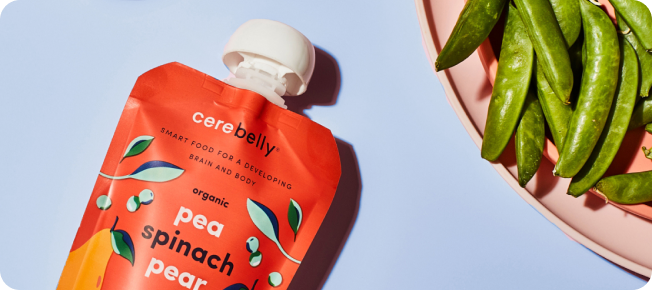 cerebelly®
SMART FOOD FOR A DEVELOPING
BRAIN AND BODY
organic
pea
spinach
pear